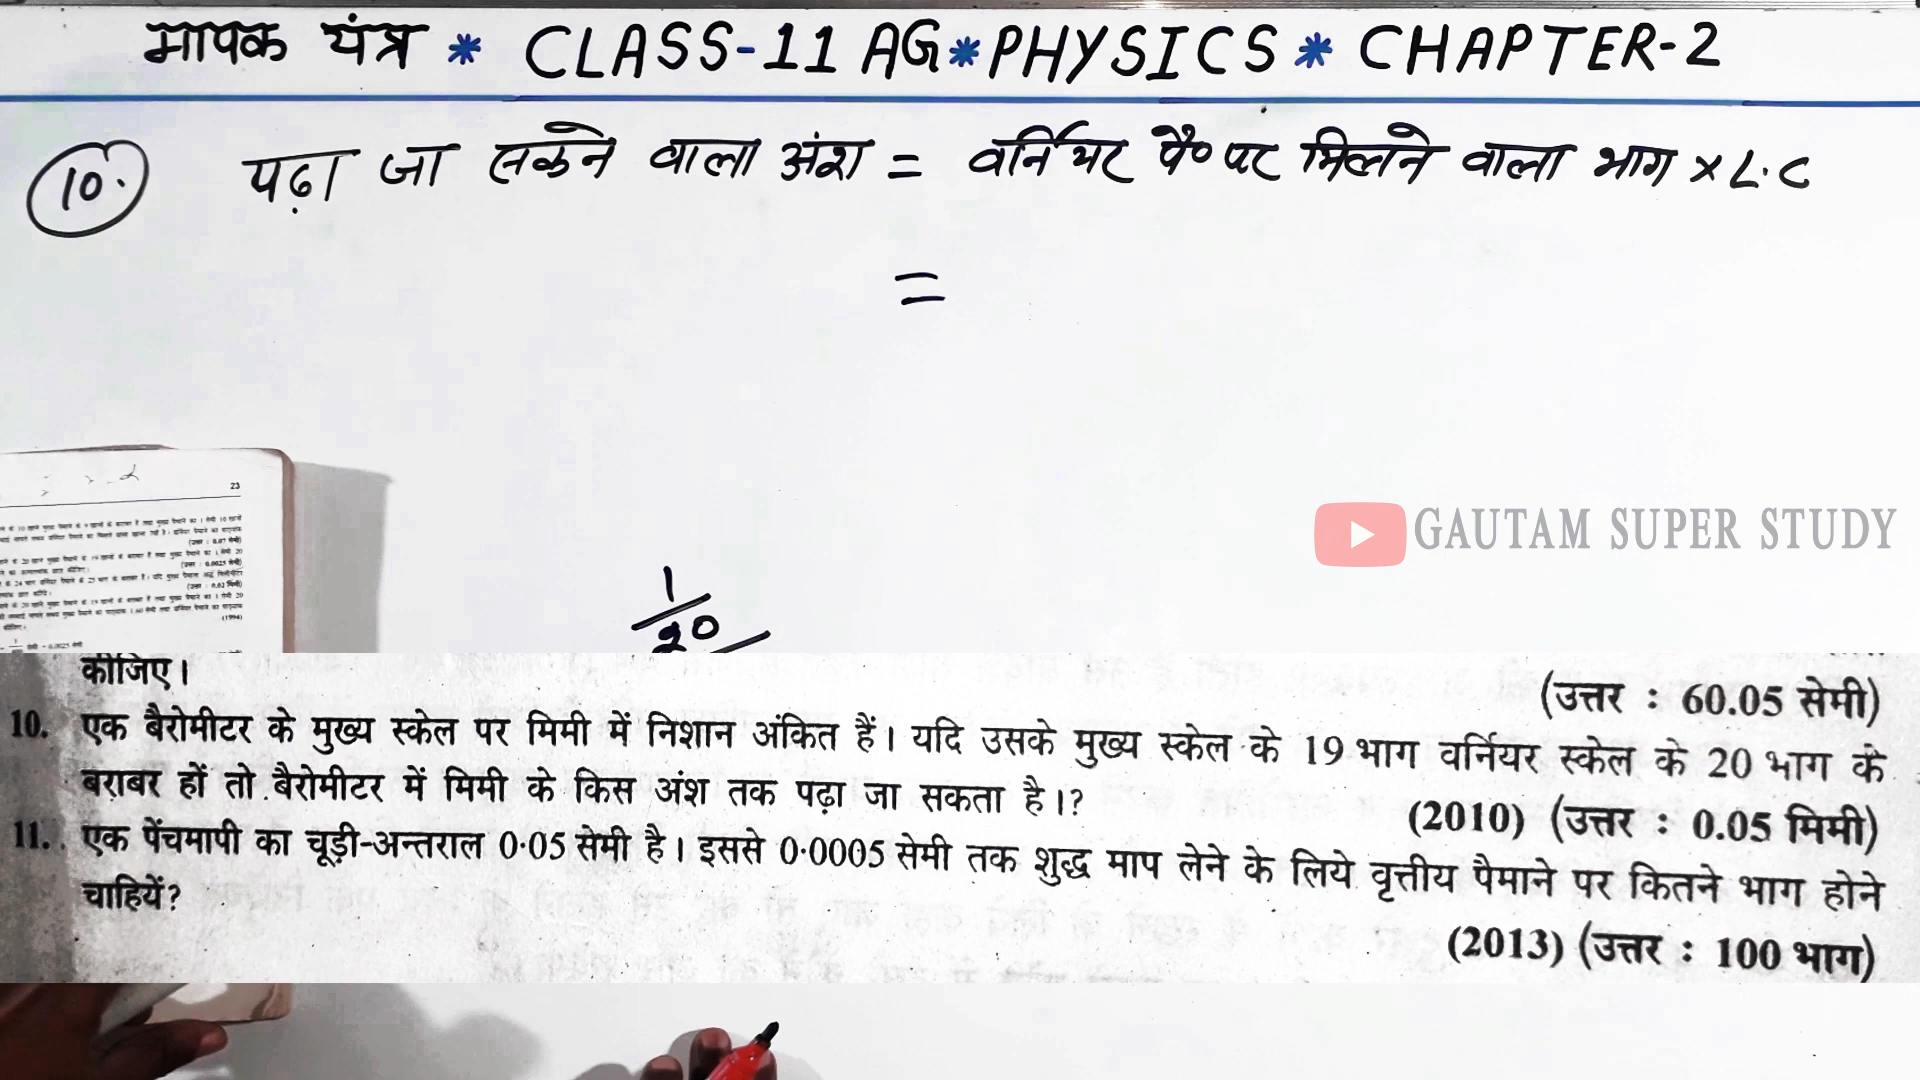 मापक यंत्र * CLASS-11 AG * PHYSICS * CHAPTER-2
10. पढ़ा जा सकने वाला अंश = वर्नियर पै० पर मिलने वाला भाग × L.C
=
23
GAUTAM SUPER STUDY
1
20
कीजिए।
(उत्तर : 60.05 सेमी)
10. एक बैरोमीटर के मुख्य स्केल पर मिमी में निशान अंकित हैं। यदि उसके मुख्य स्केल के 19 भाग वर्नियर स्केल के 20 भाग के
बराबर हों तो बैरोमीटर में मिमी के किस अंश तक पढ़ा जा सकता है।?
(2010) (उत्तर : 0.05 मिमी)
11. एक पेंचमापी का चूड़ी-अन्तराल 0·05 सेमी है। इससे 0·0005 सेमी तक शुद्ध माप लेने के लिये वृत्तीय पैमाने पर कितने भाग होने
चाहियें?
(2013) (उत्तर : 100 भाग)